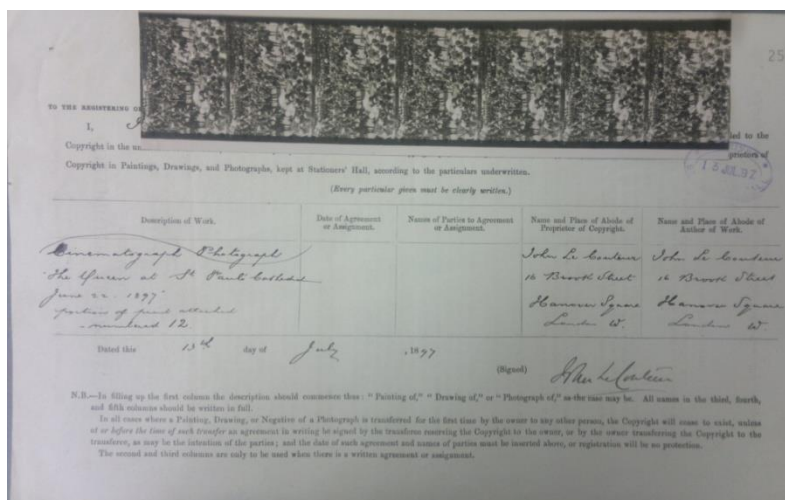 25
TO THE REGISTERING
I,
Copyright in the
Copyright in Paintings, Drawings, and Photographs, kept at Stationers' Hall, according to the particulars underwritten.
(Every particular given must be clearly written.)
Description of Work.
Date of Agreement or Assignment.
Names of Parties to Agreement or Assignment.
Name and Place of Abode of Proprietor of Copyright.
Name and Place of Abode of Author of Work.
Cinematograph Photograph
The Queen at St Pauls
June 22. 1897
portion of print attached
numbered 12.
John Le Couteur
16 Brook Street
Hanover Square
London W.
John Le Couteur
16 Brook Street
Hanover Square
London W.
Dated this 13th day of July, 1897
(Signed) John Le Couteur
N.B.—In filling up the first column the description should commence thus: "Painting of," "Drawing of," or "Photograph of," as the case may be. All names in the third, fourth,
and fifth columns should be written in full.
In all cases where a Painting, Drawing, or Negative of a Photograph is transferred for the first time by the owner to any other person, the Copyright will cease to exist, unless
at or before the time of such transfer an agreement in writing be signed by the transferee reserving the Copyright to the owner, or by the owner transferring the Copyright to the
transferee, as may be the intention of the parties; and the date of such agreement and names of parties must be inserted above, or registration will be no protection.
The second and third columns are only to be used when there is a written agreement or assignment.